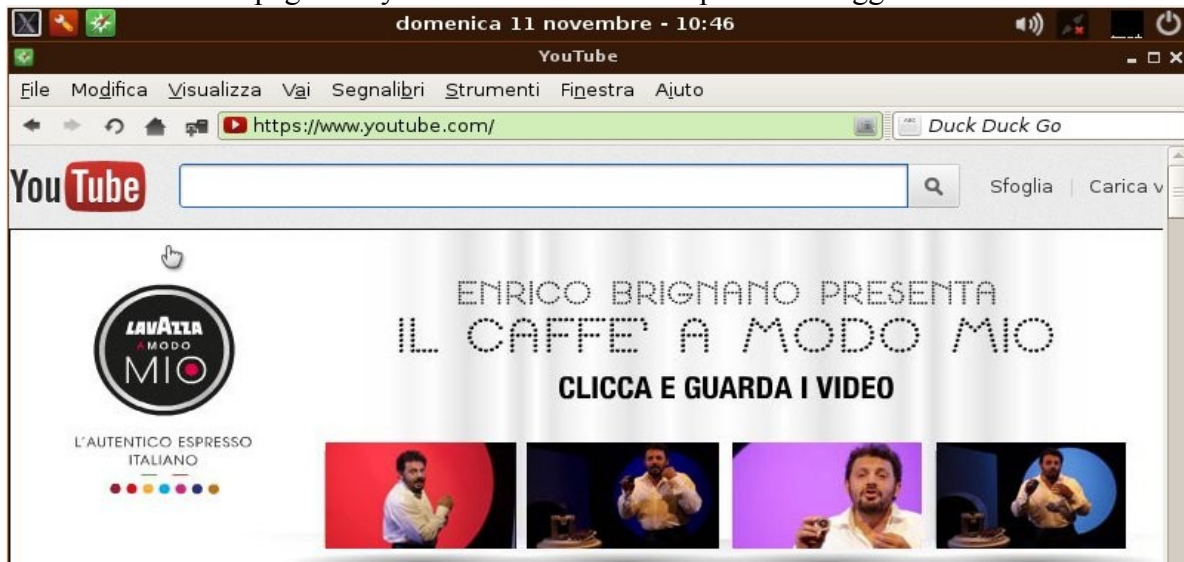 domenica 11 novembre - 10:46
YouTube
File Modifica Visualizza Vai Segnalibri Strumenti Finestra Aiuto
https://www.youtube.com/ Duck Duck Go
YouTube Sfoglia | Carica v
LAVAZZA
A MODO
MIO
L'AUTENTICO ESPRESSO
ITALIANO
ENRICO BRIGNANO PRESENTA
IL CAFFE' A MODO MIO
CLICCA E GUARDA I VIDEO